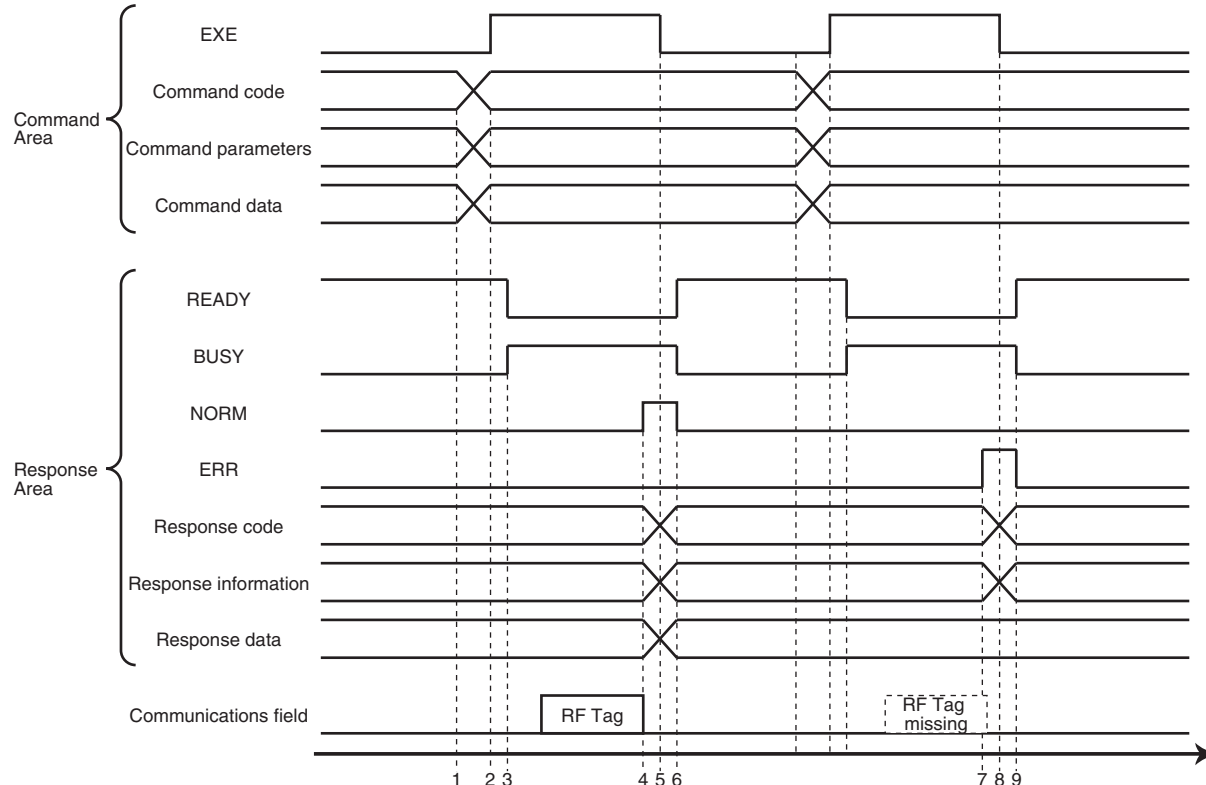 Command
Area
EXE
Command code
Command parameters
Command data
Response
Area
READY
BUSY
NORM
ERR
Response code
Response information
Response data
Communications field
RF Tag
RF Tag
missing
1 2 3 4 5 6 7 8 9